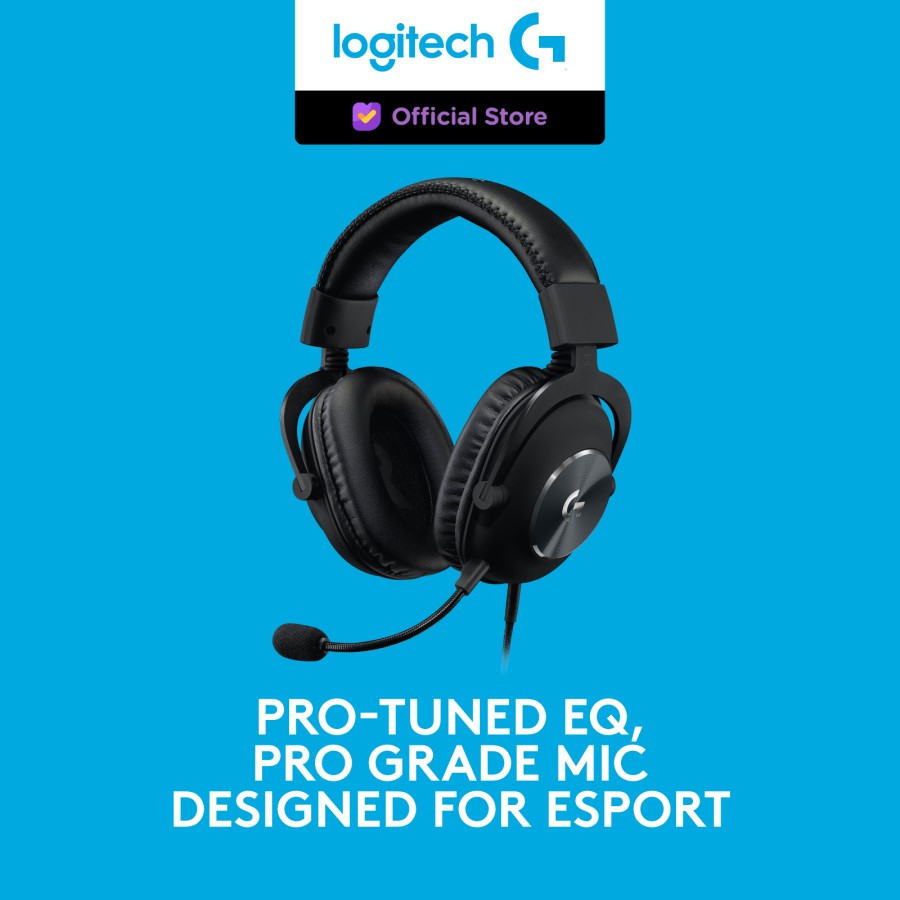 logitech G
Official Store
PRO-TUNED EQ,
PRO GRADE MIC
DESIGNED FOR ESPORT